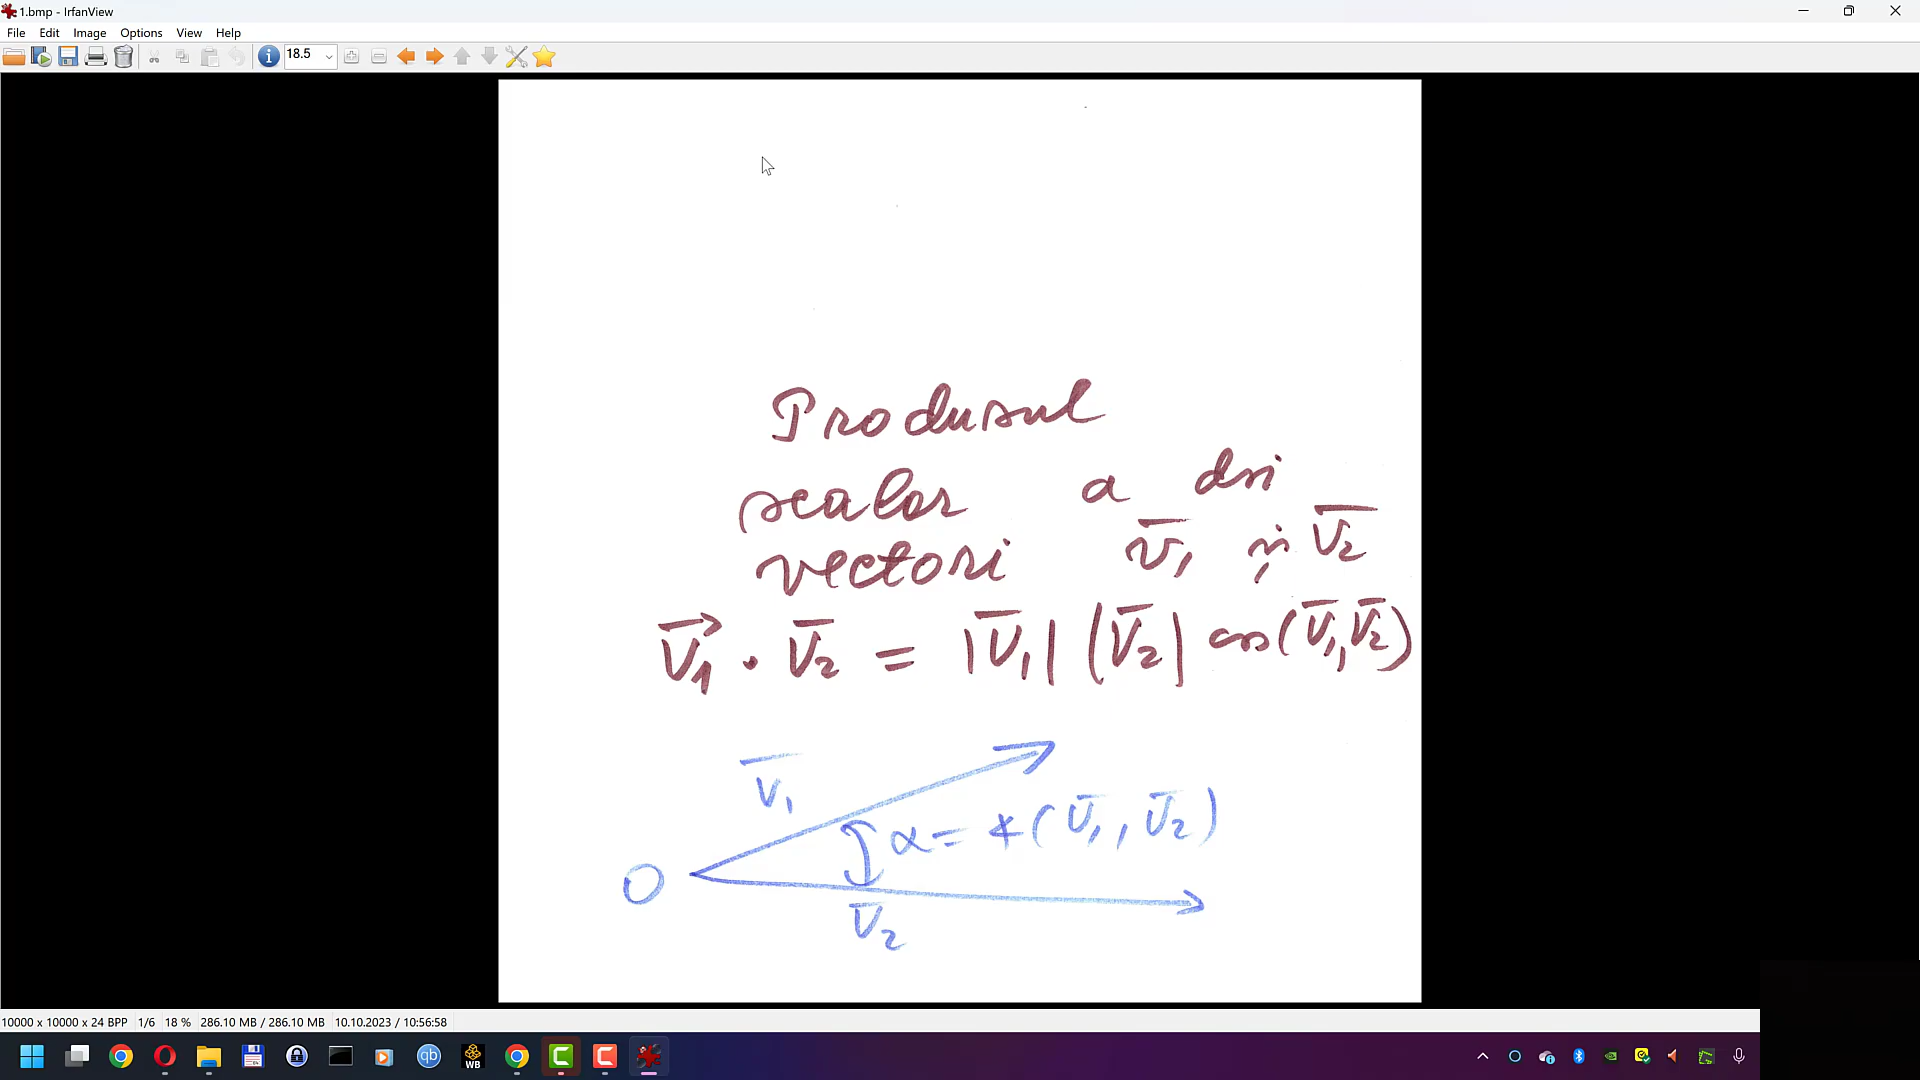 1.bmp - IrfanView
File Edit Image Options View Help
18.5
Produsul
scalar a doi
vectori v̅₁ și V̅₂
V⃗₁ · V̅₂ = |V̅₁| |V̅₂| cos(V̅₁, V̅₂)
V̅₁
α = ∢(V̅₁, V̅₂)
O
V̅₂
10000 x 10000 x 24 BPP 1/6 18 % 286.10 MB / 286.10 MB 10.10.2023 / 10:56:58
qb WB